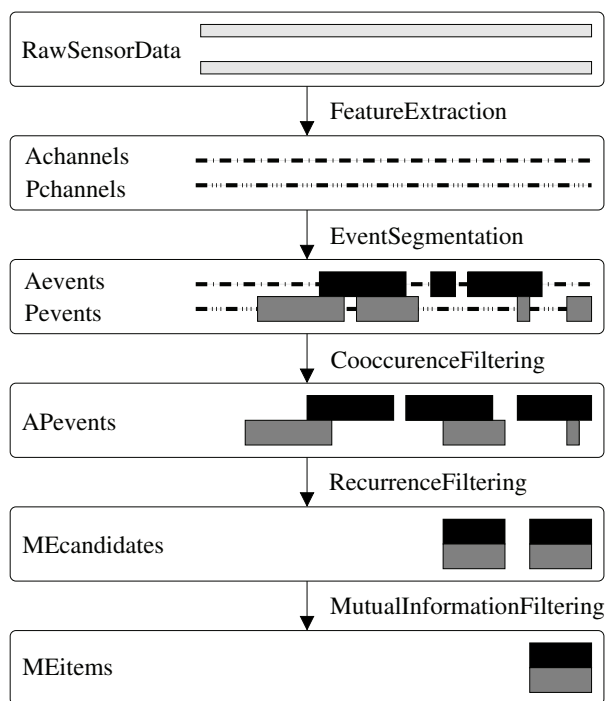 RawSensorData
FeatureExtraction
Achannels
Pchannels
EventSegmentation
Aevents
Pevents
CooccurenceFiltering
APevents
RecurrenceFiltering
MEcandidates
MutualInformationFiltering
MEitems